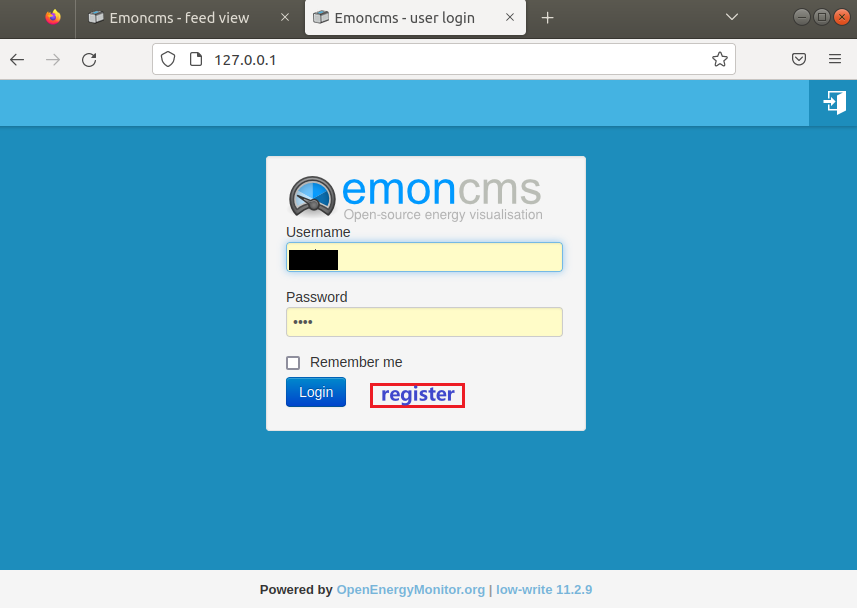 Emoncms - feed view
Emoncms - user login
127.0.0.1
emoncms
Open-source energy visualisation
Username
Password
Remember me
Login register
Powered by OpenEnergyMonitor.org | low-write 11.2.9